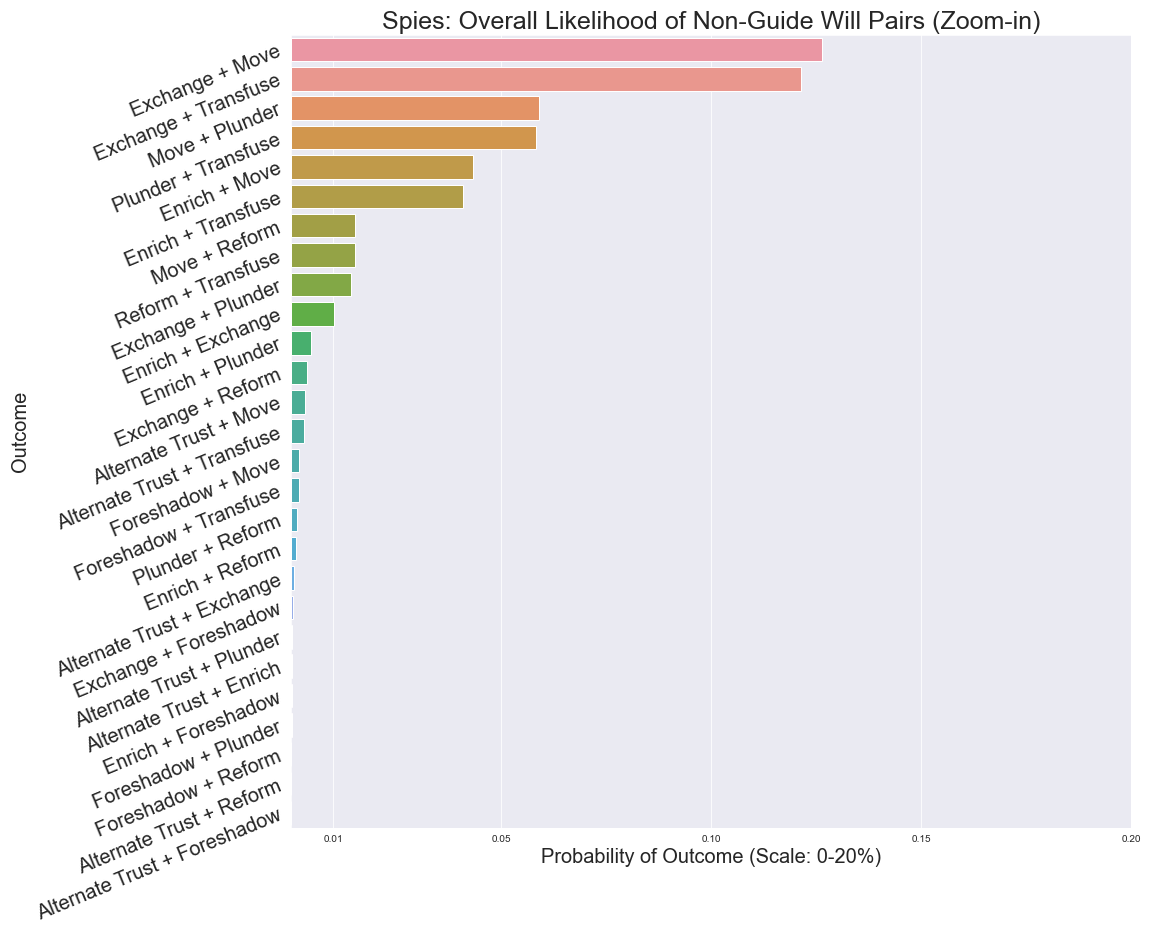 Spies: Overall Likelihood of Non-Guide Will Pairs (Zoom-in)
Outcome
Exchange + Move
Exchange + Transfuse
Move + Plunder
Plunder + Transfuse
Enrich + Move
Enrich + Transfuse
Move + Reform
Reform + Transfuse
Exchange + Plunder
Enrich + Exchange
Enrich + Plunder
Exchange + Reform
Alternate Trust + Move
Alternate Trust + Transfuse
Foreshadow + Move
Foreshadow + Transfuse
Plunder + Reform
Enrich + Reform
Alternate Trust + Exchange
Exchange + Foreshadow
Alternate Trust + Plunder
Alternate Trust + Enrich
Enrich + Foreshadow
Foreshadow + Plunder
Foreshadow + Reform
Alternate Trust + Reform
Alternate Trust + Foreshadow
0.01 0.05 0.10 0.15 0.20
Probability of Outcome (Scale: 0-20%)